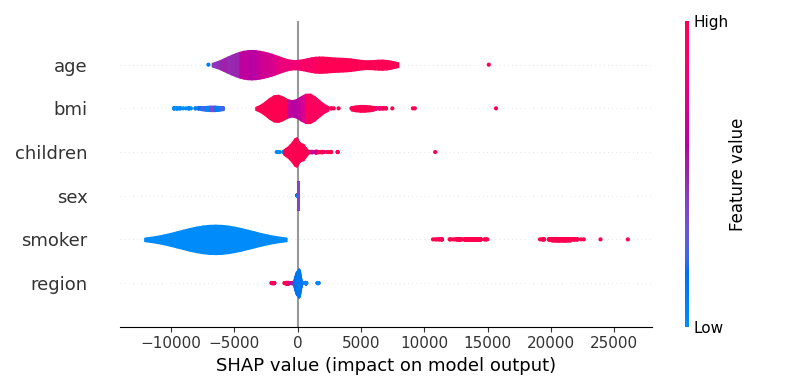 High
age
bmi
children
sex
smoker
region
Feature value
Low
−10000 −5000 0 5000 10000 15000 20000 25000
SHAP value (impact on model output)